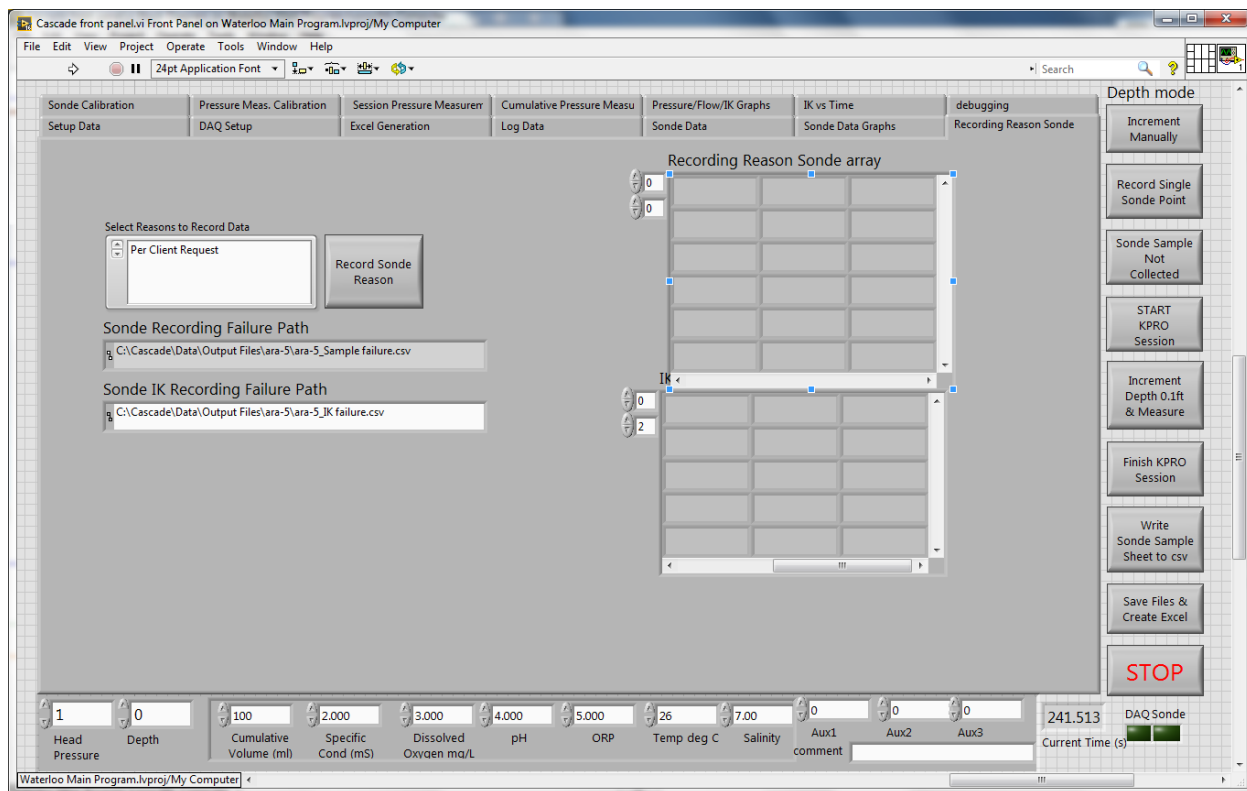 Cascade front panel.vi Front Panel on Waterloo Main Program.lvproj/My Computer
File Edit View Project Operate Tools Window Help
24pt Application Font
Search
1
Sonde Calibration Pressure Meas. Calibration Session Pressure Measurem Cumulative Pressure Measu Pressure/Flow/IK Graphs IK vs Time debugging
Setup Data DAQ Setup Excel Generation Log Data Sonde Data Sonde Data Graphs Recording Reason Sonde
Depth mode
Increment
Manually
Record Single
Sonde Point
Sonde Sample
Not
Collected
START
KPRO
Session
Increment
Depth 0.1ft
& Measure
Finish KPRO
Session
Write
Sonde Sample
Sheet to csv
Save Files &
Create Excel
STOP
DAQ Sonde
Recording Reason Sonde array
0
0
Select Reasons to Record Data
Per Client Request
Record Sonde
Reason
Sonde Recording Failure Path
C:\Cascade\Data\Output Files\ara-5\ara-5_Sample failure.csv
Sonde IK Recording Failure Path
C:\Cascade\Data\Output Files\ara-5\ara-5_IK failure.csv
IK
0
2
1 0 100 2.000 3.000 4.000 5.000 26 7.00 0 0 0
Head
Pressure
Depth
Cumulative
Volume (ml)
Specific
Cond (mS)
Dissolved
Oxygen mg/L
pH
ORP
Temp deg C
Salinity
Aux1
Aux2
Aux3
comment
241.513
Current Time (s)
Waterloo Main Program.lvproj/My Computer